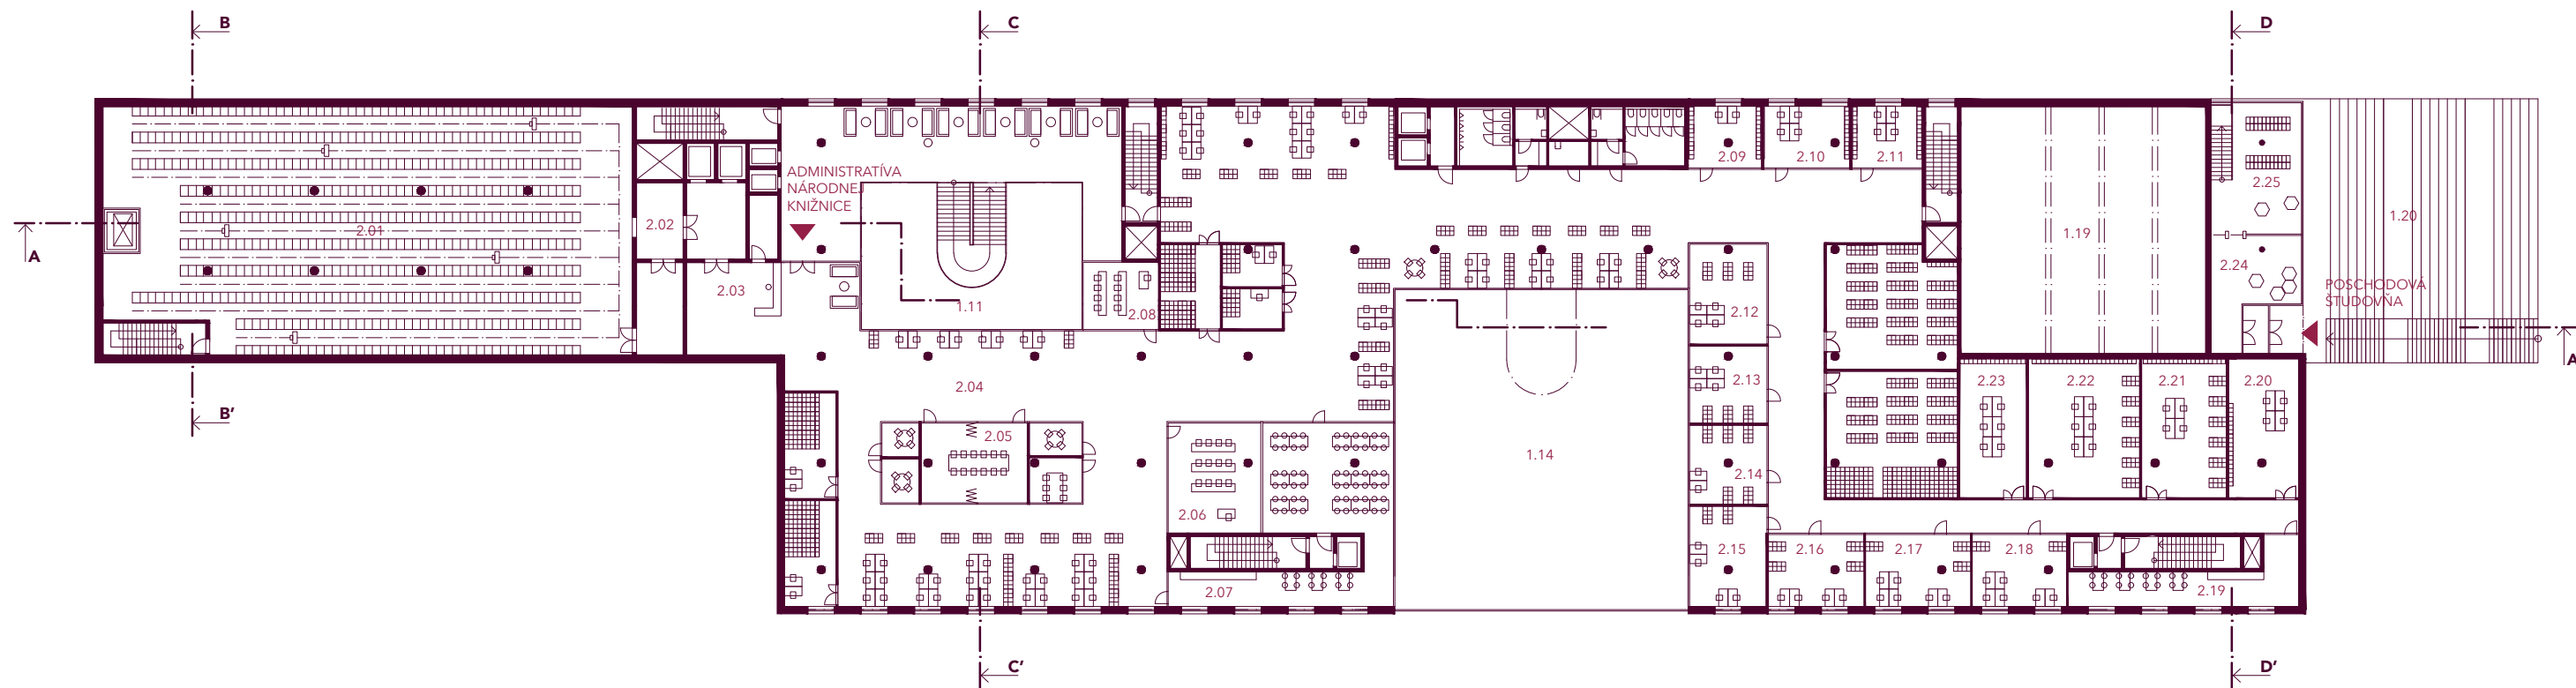 B
C
D
ADMINISTRATÍVA
NÁRODNEJ
KNIŽNICE
2.09
2.10
2.11
2.25
1.20
2.01
2.02
1.19
A
2.24
2.03
POSCHODOVÁ
ŠTUDOVŇA
1.11
2.08
2.12
A
2.04
2.13
2.23
2.22
2.21
2.20
B'
2.05
1.14
2.14
2.06
2.15
2.16
2.17
2.18
2.07
2.19
C'
D'